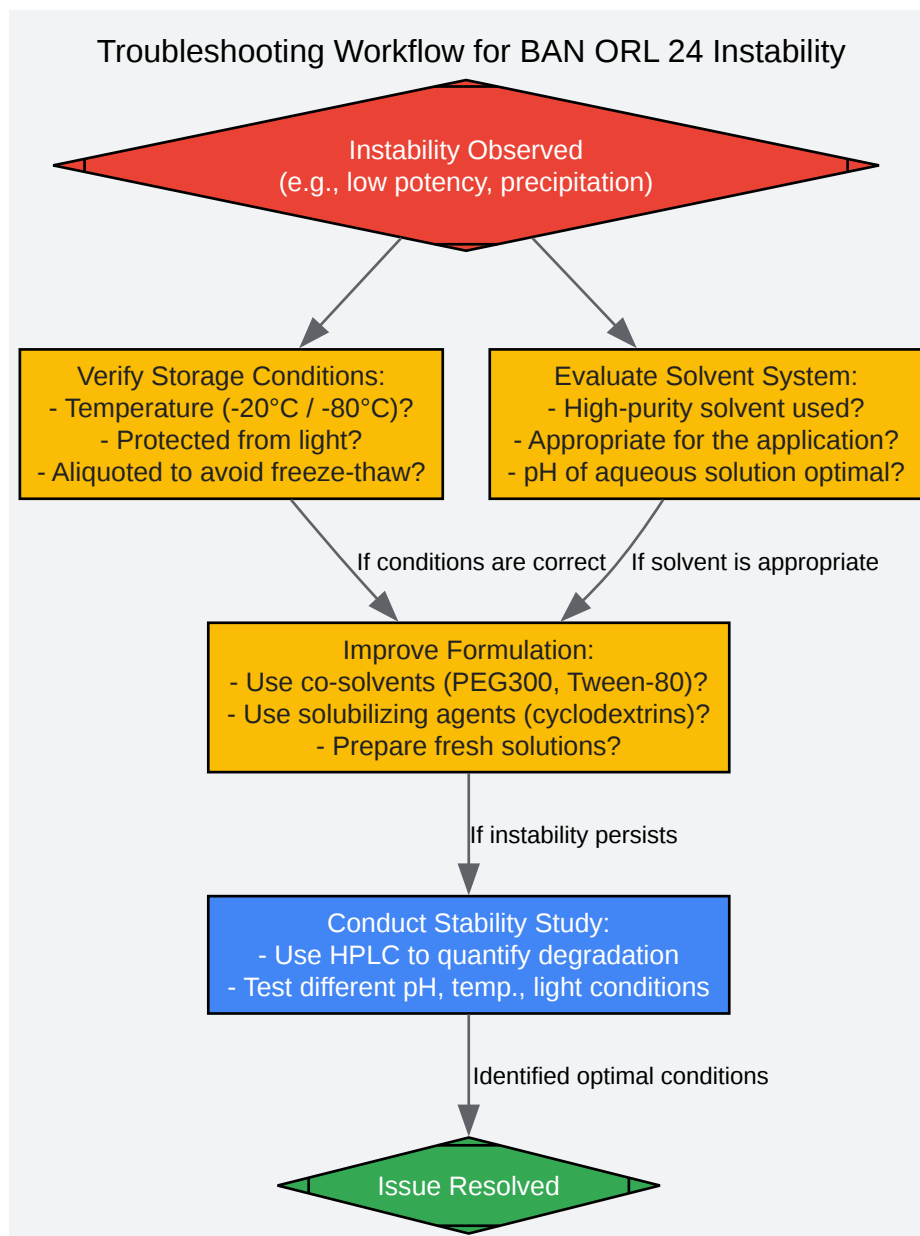 Troubleshooting Workflow for BAN ORL 24 Instability
Instability Observed
(e.g., low potency, precipitation)
Verify Storage Conditions:
- Temperature (-20°C / -80°C)?
- Protected from light?
- Aliquoted to avoid freeze-thaw?
Evaluate Solvent System:
- High-purity solvent used?
- Appropriate for the application?
- pH of aqueous solution optimal?
If conditions are correct
If solvent is appropriate
Improve Formulation:
- Use co-solvents (PEG300, Tween-80)?
- Use solubilizing agents (cyclodextrins)?
- Prepare fresh solutions?
If instability persists
Conduct Stability Study:
- Use HPLC to quantify degradation
- Test different pH, temp., light conditions
Identified optimal conditions
Issue Resolved